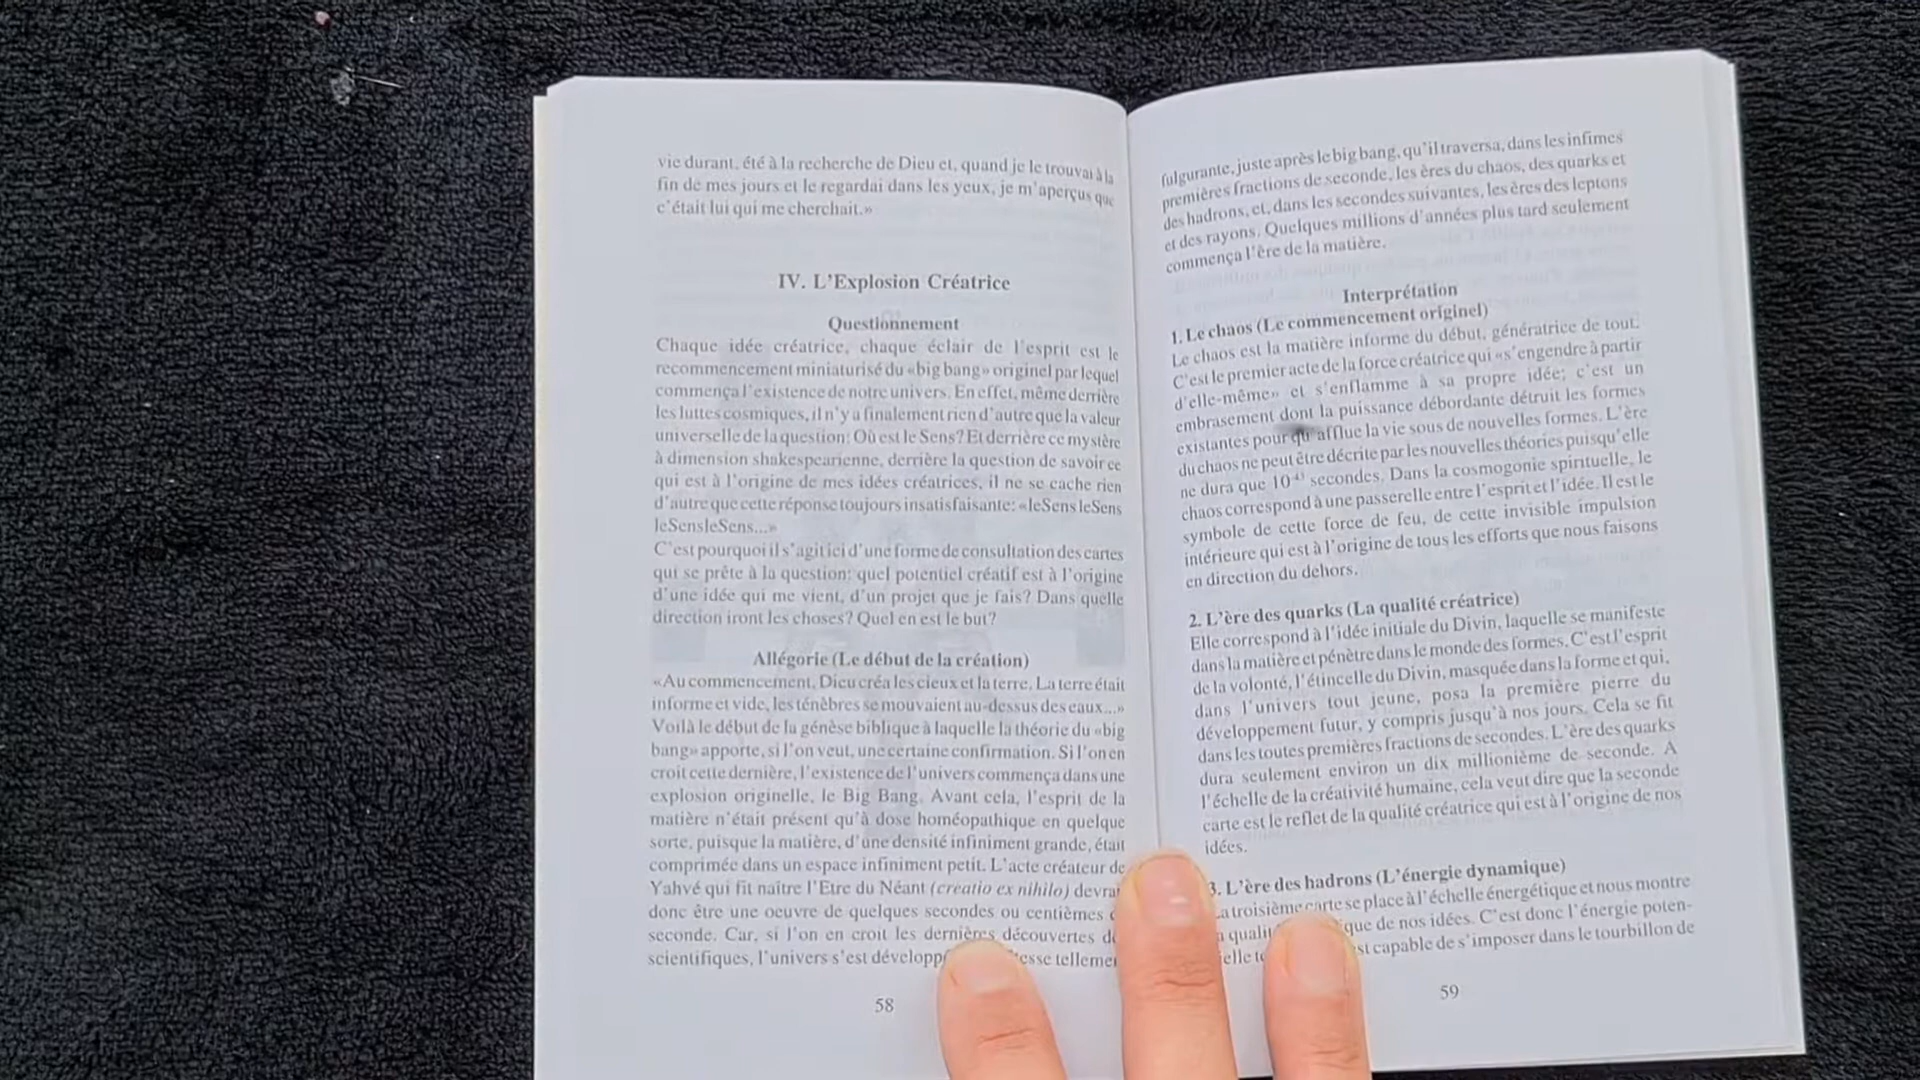 vie durant, été à la recherche de Dieu et, quand je le trouvai à la
fin de mes jours et le regardai dans les yeux, je m'aperçus que
c'était lui qui me cherchait.»
IV. L'Explosion Créatrice
Questionnement
Chaque idée créatrice, chaque éclair de l'esprit est le
recommencement miniaturisé du «big bang» originel par lequel
commença l'existence de notre univers. En effet, même derrière
les luttes cosmiques, il n'y a finalement rien d'autre que la valeur
universelle de la question: Où est le Sens? Et derrière ce mystère
à dimension shakespearienne, derrière la question de savoir ce
qui est à l'origine de mes idées créatrices, il ne se cache rien
d'autre que cette réponse toujours insatisfaisante: «leSens leSens
leSensleSens...»
C'est pourquoi il s'agit ici d'une forme de consultation des cartes
qui se prête à la question: quel potentiel créatif est à l'origine
d'une idée qui me vient, d'un projet que je fais? Dans quelle
direction iront les choses? Quel en est le but?
Allégorie (Le début de la création)
«Au commencement, Dieu créa les cieux et la terre. La terre était
informe et vide, les ténèbres se mouvaient au-dessus des eaux...»
Voilà le début de la génèse biblique à laquelle la théorie du «big
bang» apporte, si l'on veut, une certaine confirmation. Si l'on en
croit cette dernière, l'existence de l'univers commença dans une
explosion originelle, le Big Bang. Avant cela, l'esprit de la
matière n'était présent qu'à dose homéopathique en quelque
sorte, puisque la matière, d'une densité infiniment grande, était
comprimée dans un espace infiniment petit. L'acte créateur de
Yahvé qui fit naître l'Etre du Néant (creatio ex nihilo) devrai
donc être une oeuvre de quelques secondes ou centièmes
seconde. Car, si l'on en croit les dernières découvertes
scientifiques, l'univers s'est développ esse telleme
58
fulgurante, juste après le big bang, qu'il traversa, dans les infimes
premières fractions de seconde, les ères du chaos, des quarks et
des hadrons, et, dans les secondes suivantes, les ères des leptons
et des rayons. Quelques millions d'années plus tard seulement
commença l'ère de la matière.
Interprétation
1. Le chaos (Le commencement originel)
Le chaos est la matière informe du début, génératrice de tout.
C'est le premier acte de la force créatrice qui «s'engendre à partir
d'elle-même» et s'enflamme à sa propre idée; c'est un
embrasement dont la puissance débordante détruit les formes
existantes pour qu'afflue la vie sous de nouvelles formes. L'ère
du chaos ne peut être décrite par les nouvelles théories puisqu'elle
ne dura que 10⁻⁴³ secondes. Dans la cosmogonie spirituelle, le
chaos correspond à une passerelle entre l'esprit et l'idée. Il est le
symbole de cette force de feu, de cette invisible impulsion
intérieure qui est à l'origine de tous les efforts que nous faisons
en direction du dehors.
2. L'ère des quarks (La qualité créatrice)
Elle correspond à l'idée initiale du Divin, laquelle se manifeste
dans la matière et pénètre dans le monde des formes. C'est l'esprit
de la volonté, l'étincelle du Divin, masquée dans la forme et qui,
dans l'univers tout jeune, posa la première pierre du
développement futur, y compris jusqu'à nos jours. Cela se fit
dans les toutes premières fractions de secondes. L'ère des quarks
dura seulement environ un dix millionième de seconde. A
l'échelle de la créativité humaine, cela veut dire que la seconde
carte est le reflet de la qualité créatrice qui est à l'origine de nos
idées.
3. L'ère des hadrons (L'énergie dynamique)
La troisième carte se place à l'échelle énergétique et nous montre
qualit ique de nos idées. C'est donc l'énergie poten-
ielle st capable de s'imposer dans le tourbillon de
59